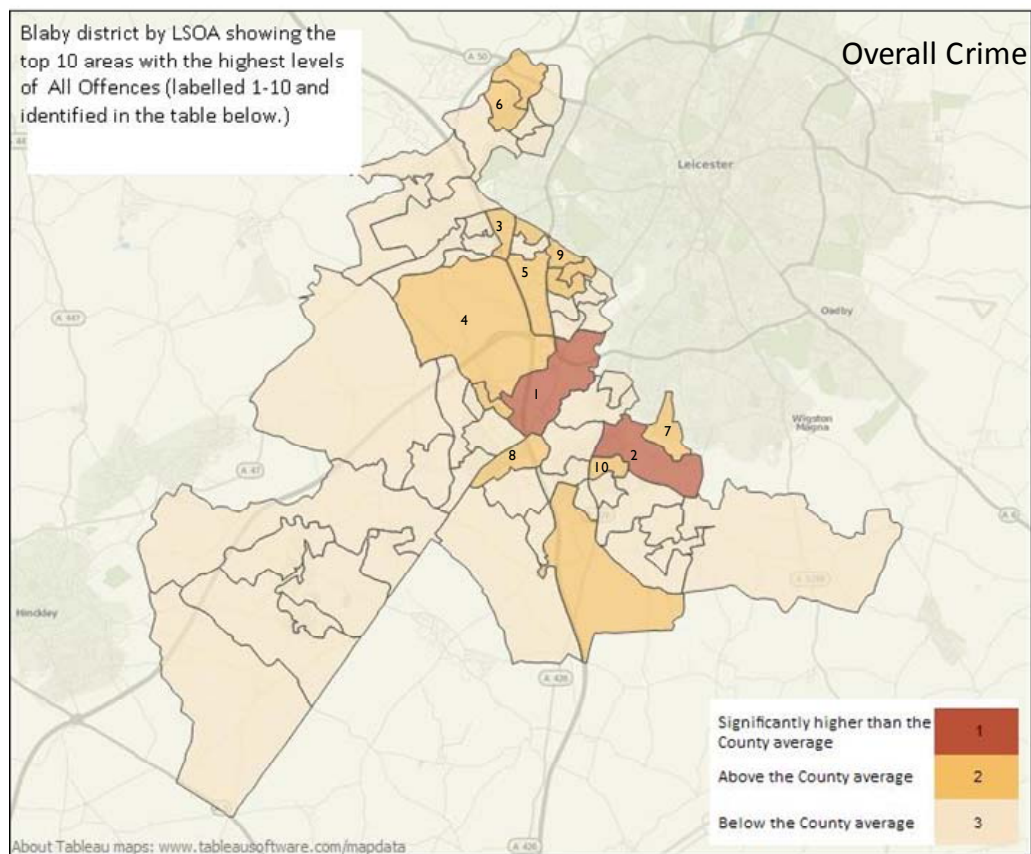 Blaby district by LSOA showing the
top 10 areas with the highest levels
of All Offences (labelled 1-10 and
identified in the table below.)
Overall Crime
A 50
6
Leicester
3
9
5
4
A 447
Oadby
1
Wigston
Magna
7
2
8
10
A 47
A 6
Hinckley
A 426
Significantly higher than the
County average
1
Above the County average
2
Below the County average
3
About Tableau maps: www.tableausoftware.com/mapdata
A 426